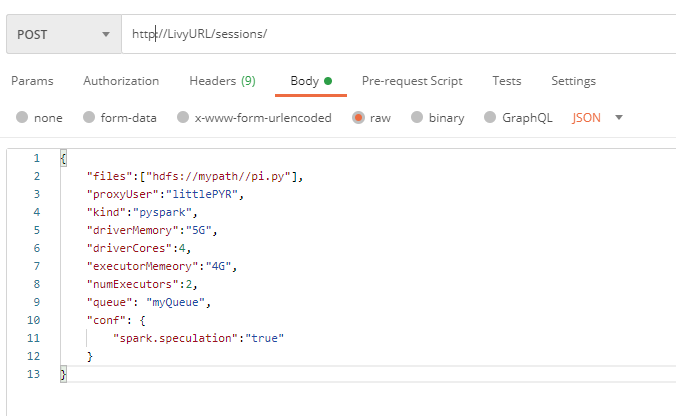 POST http://LivyURL/sessions/
Params Authorization Headers (9) Body Pre-request Script Tests Settings
none form-data x-www-form-urlencoded raw binary GraphQL JSON
1 {
2 "files":["hdfs://mypath//pi.py"],
3 "proxyUser":"littlePYR",
4 "kind":"pyspark",
5 "driverMemory":"5G",
6 "driverCores":4,
7 "executorMemeory":"4G",
8 "numExecutors":2,
9 "queue": "myQueue",
10 "conf": {
11 "spark.speculation":"true"
12 }
13 }